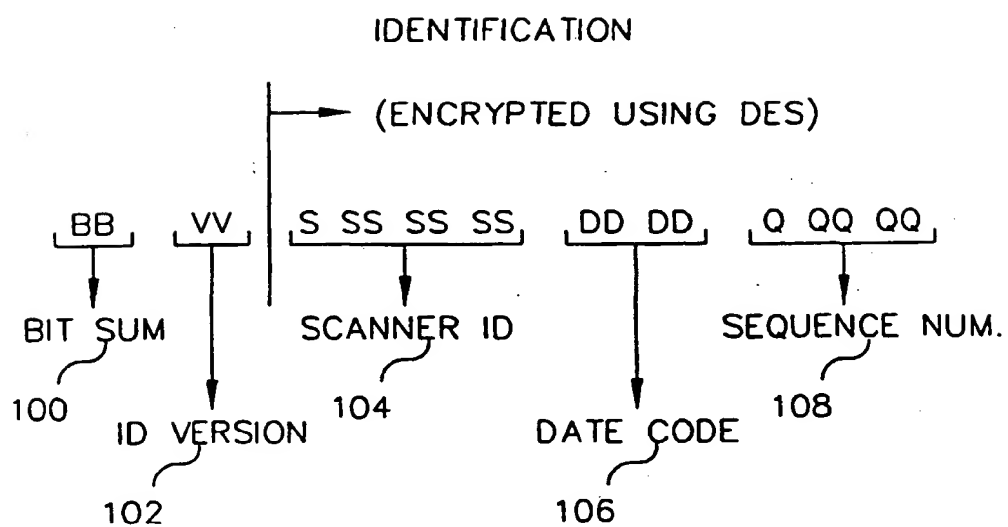 IDENTIFICATION
(ENCRYPTED USING DES)
BB VV S SS SS SS DD DD Q QQ QQ
BIT SUM SCANNER ID SEQUENCE NUM.
100 104 108
ID VERSION DATE CODE
102 106